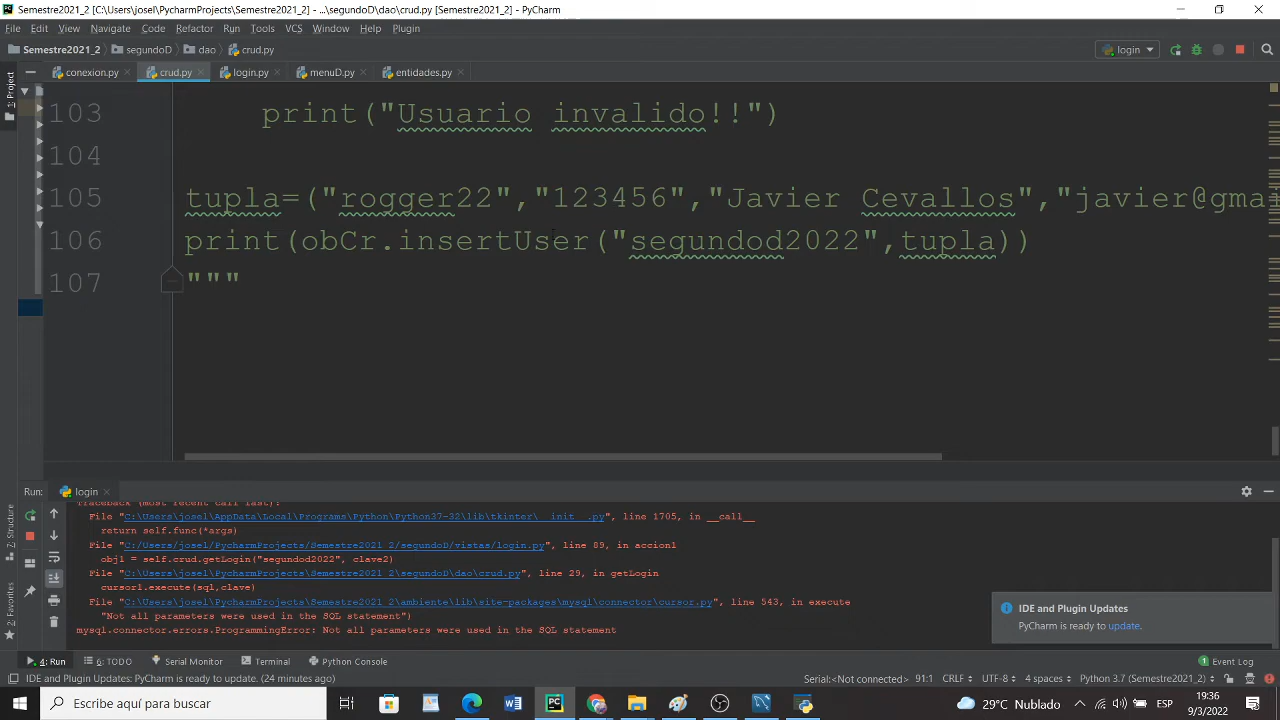 Semestre2021_2 [C:\Users\josel\PycharmProjects\Semestre2021_2] - ...\segundoD\dao\crud.py [Semestre2021_2] - PyCharm
File Edit View Navigate Code Refactor Run Tools VCS Window Help Plugin
Semestre2021_2 segundoD dao crud.py login
1: Project conexion.py crud.py login.py menuD.py entidades.py
103 print("Usuario invalido!!")
104
105 tupla=("rogger22","123456","Javier Cevallos","javier@gmai
106 print(obCr.insertUser("segundod2022",tupla))
107 """
Run: login
Traceback (most recent call last):
File "C:\Users\josel\AppData\Local\Programs\Python\Python37-32\lib\tkinter\__init__.py", line 1705, in __call__
return self.func(*args)
File "C:/Users/josel/PycharmProjects/Semestre2021_2/segundoD/vistas/login.py", line 89, in accion1
obj1 = self.crud.getLogin("segundod2022", clave2)
File "C:\Users\josel\PycharmProjects\Semestre2021_2\segundoD\dao\crud.py", line 29, in getLogin
cursor1.execute(sql,clave)
File "C:\Users\josel\PycharmProjects\Semestre2021_2\ambiente\lib\site-packages\mysql\connector\cursor.py", line 543, in execute
"Not all parameters were used in the SQL statement")
mysql.connector.errors.ProgrammingError: Not all parameters were used in the SQL statement
IDE and Plugin Updates
PyCharm is ready to update.
Z: Structure
2: Favorites
4: Run 6: TODO Serial Monitor Terminal Python Console 1 Event Log
IDE and Plugin Updates: PyCharm is ready to update. (24 minutes ago) Serial:<Not connected> 91:1 CRLF UTF-8 4 spaces Python 3.7 (Semestre2021_2)
Escribe aquí para buscar 29°C Nublado ESP 19:36
9/3/2022